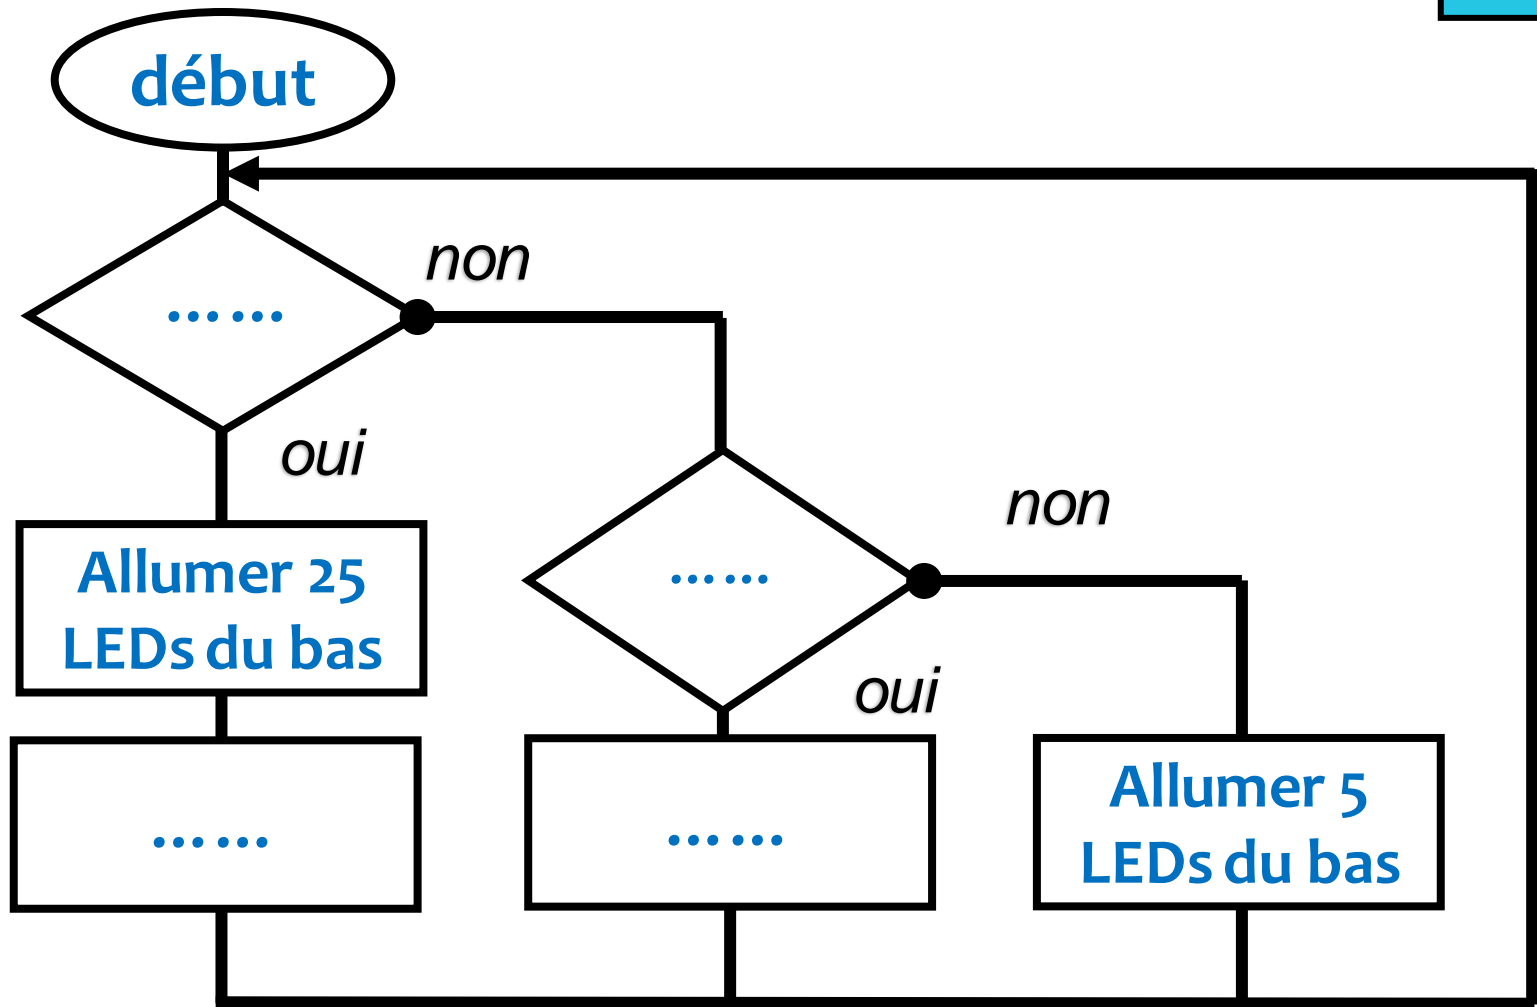 début
non
... ...
oui
non
Allumer 25
LEDs du bas
... ...
oui
... ...
... ...
Allumer 5
LEDs du bas